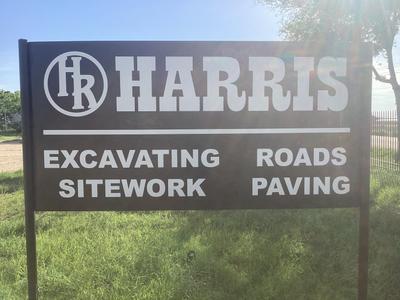 HR HARRIS
EXCAVATING ROADS
SITEWORK PAVING